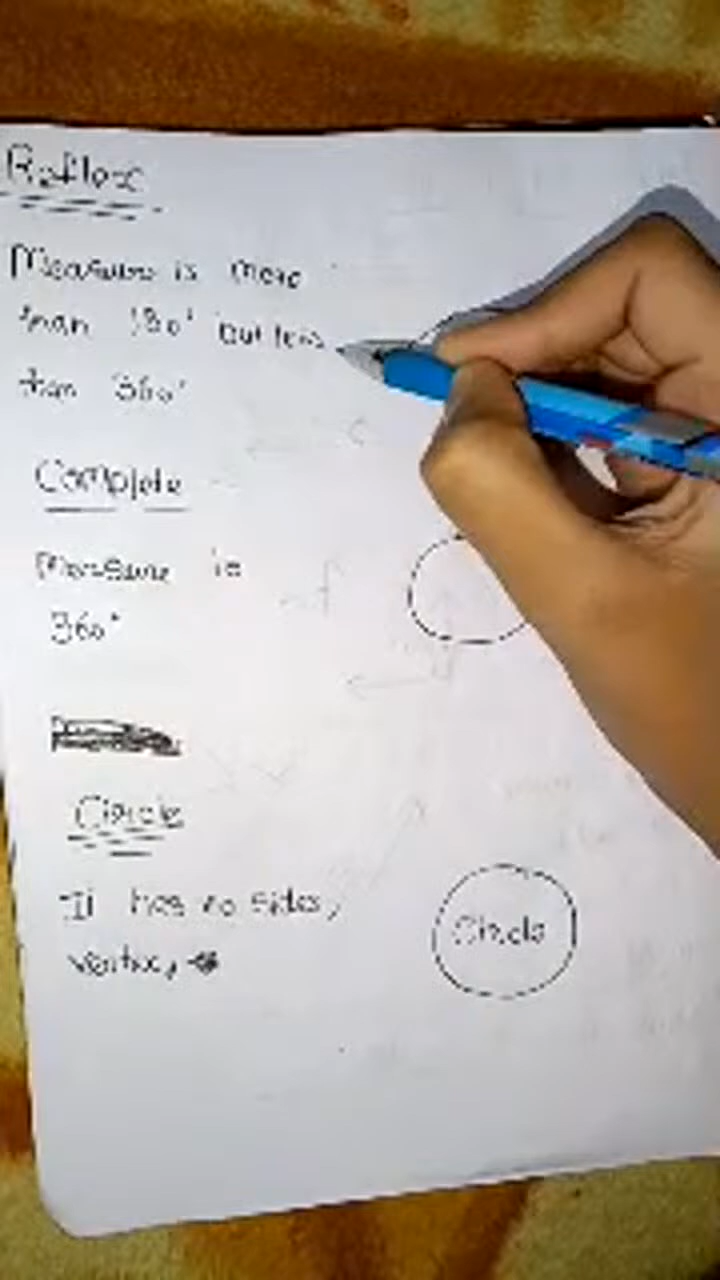 Reflex
Measure is more
than 180° but less
than 360°
Complete
Measure is
360°
Circle
It has no sides,
vertex,
Circle